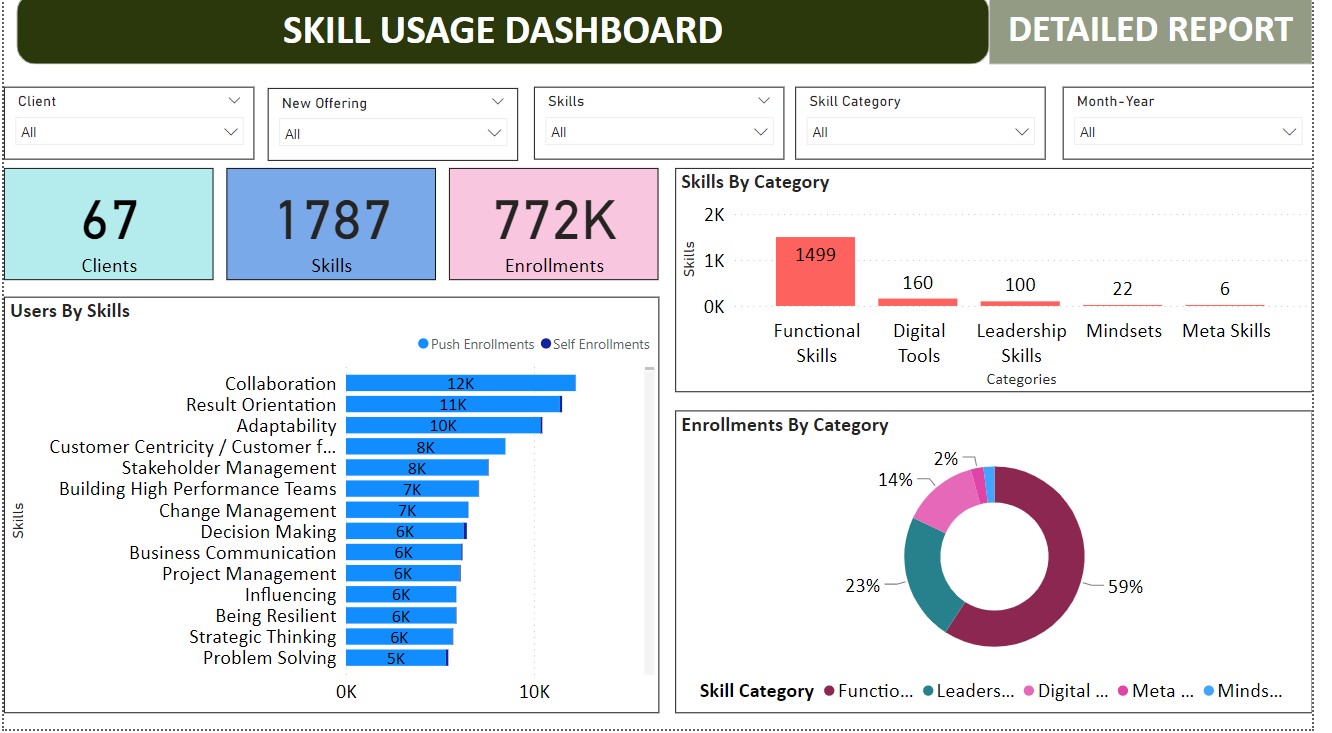 SKILL USAGE DASHBOARD
DETAILED REPORT
Client
All
New Offering
All
Skills
All
Skill Category
All
Month-Year
All
67
Clients
1787
Skills
772K
Enrollments
Skills By Category
Skills
2K
1K
0K
1499
160
100
22
6
Functional
Skills
Digital
Tools
Leadership
Skills
Mindsets
Meta Skills
Categories
Users By Skills
Push Enrollments
Self Enrollments
Skills
Collaboration 12K
Result Orientation 11K
Adaptability 10K
Customer Centricity / Customer f... 8K
Stakeholder Management 8K
Building High Performance Teams 7K
Change Management 7K
Decision Making 6K
Business Communication 6K
Project Management 6K
Influencing 6K
Being Resilient 6K
Strategic Thinking 6K
Problem Solving 5K
0K 10K
Enrollments By Category
2%
14%
23%
59%
Skill Category Functio... Leaders... Digital ... Meta ... Minds...